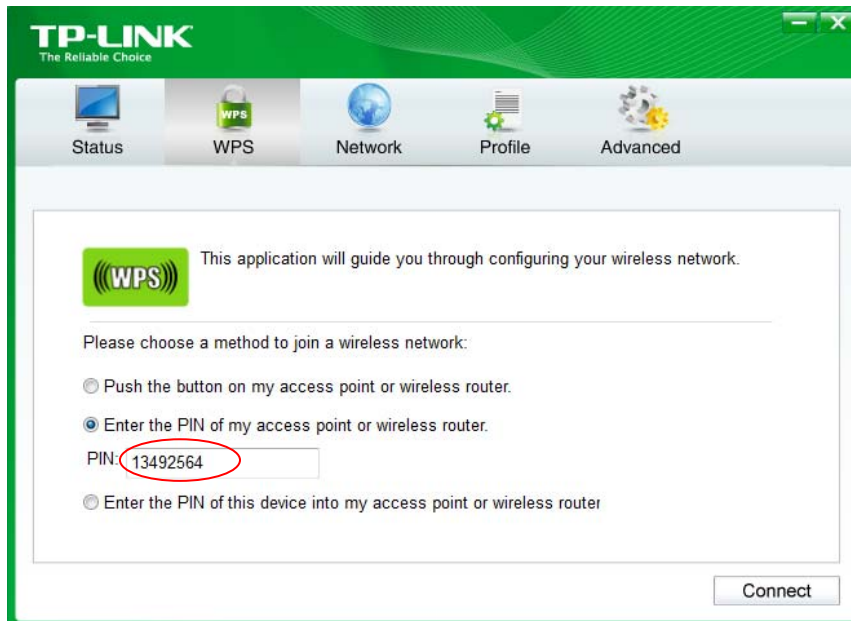 TP-LINK
The Reliable Choice
Status WPS Network Profile Advanced
WPS
(((WPS)))
This application will guide you through configuring your wireless network.
Please choose a method to join a wireless network:
Push the button on my access point or wireless router.
Enter the PIN of my access point or wireless router.
PIN: 13492564
Enter the PIN of this device into my access point or wireless router
Connect